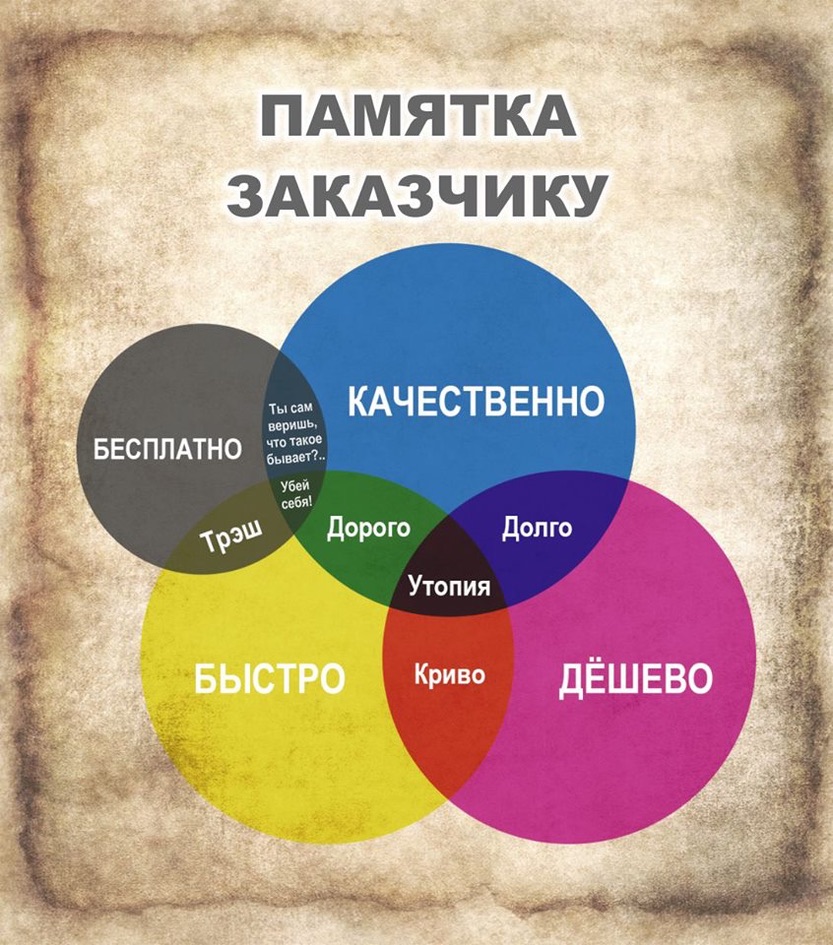 ПАМЯТКА
ЗАКАЗЧИКУ
КАЧЕСТВЕННО
Ты сам
веришь,
что такое
бывает?..
БЕСПЛАТНО
Убей
себя!
Трэш
Дорого
Долго
Утопия
БЫСТРО
Криво
ДЁШЕВО